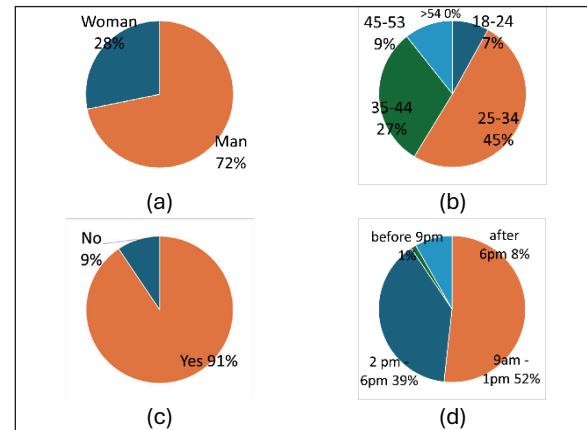 Woman
28%
Man
72%
(a)
>54 0%
45-53
9%
18-24
7%
35-44
27%
25-34
45%
(b)
No
9%
Yes 91%
(c)
before 9pm
1%
after
6pm 8%
2 pm -
6pm 39%
9am -
1pm 52%
(d)